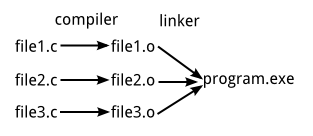 compiler linker
file1.c file1.o
file2.c file2.o program.exe
file3.c file3.o